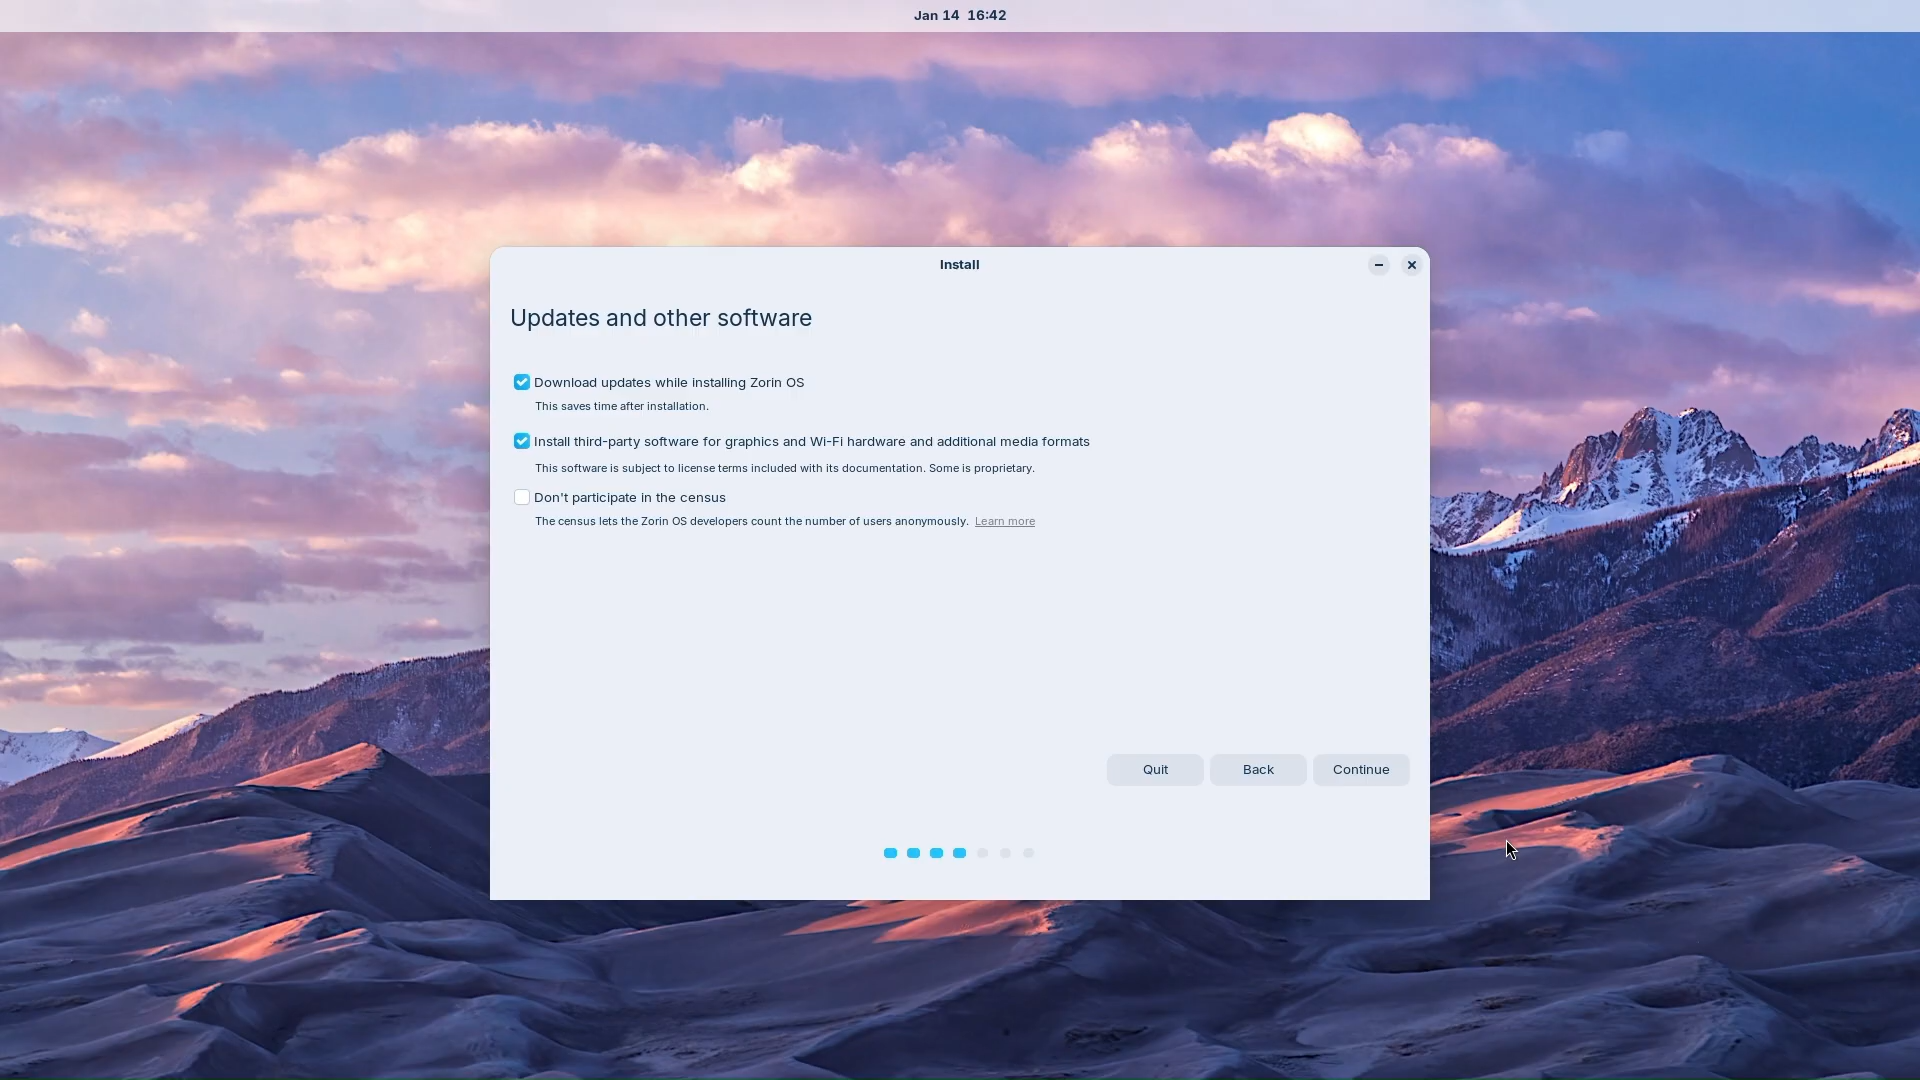 Jan 14 16:42
Install
Updates and other software
Download updates while installing Zorin OS
This saves time after installation.
Install third-party software for graphics and Wi-Fi hardware and additional media formats
This software is subject to license terms included with its documentation. Some is proprietary.
Don't participate in the census
The census lets the Zorin OS developers count the number of users anonymously. Learn more
Quit Back Continue